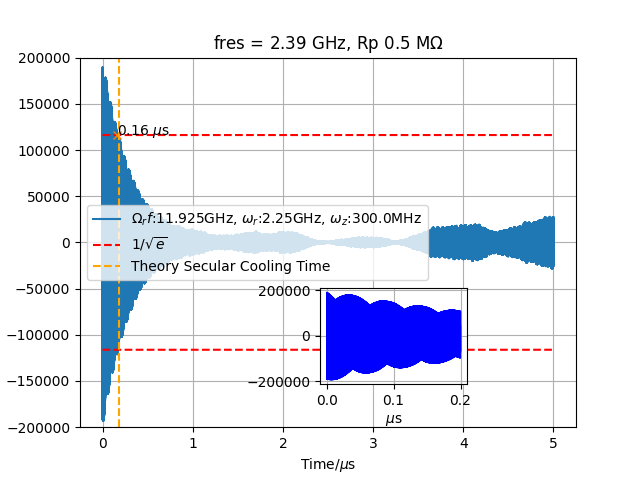 fres = 2.39 GHz, Rp 0.5 MΩ
200000
150000
100000
50000
0
−50000
−100000
−150000
−200000
0.16 μs
Ω_rf:11.925GHz, ω_r:2.25GHz, ω_z:300.0MHz
1/√e
Theory Secular Cooling Time
200000
0
−200000
0.0 0.1 0.2
μs
0 1 2 3 4 5
Time/μs